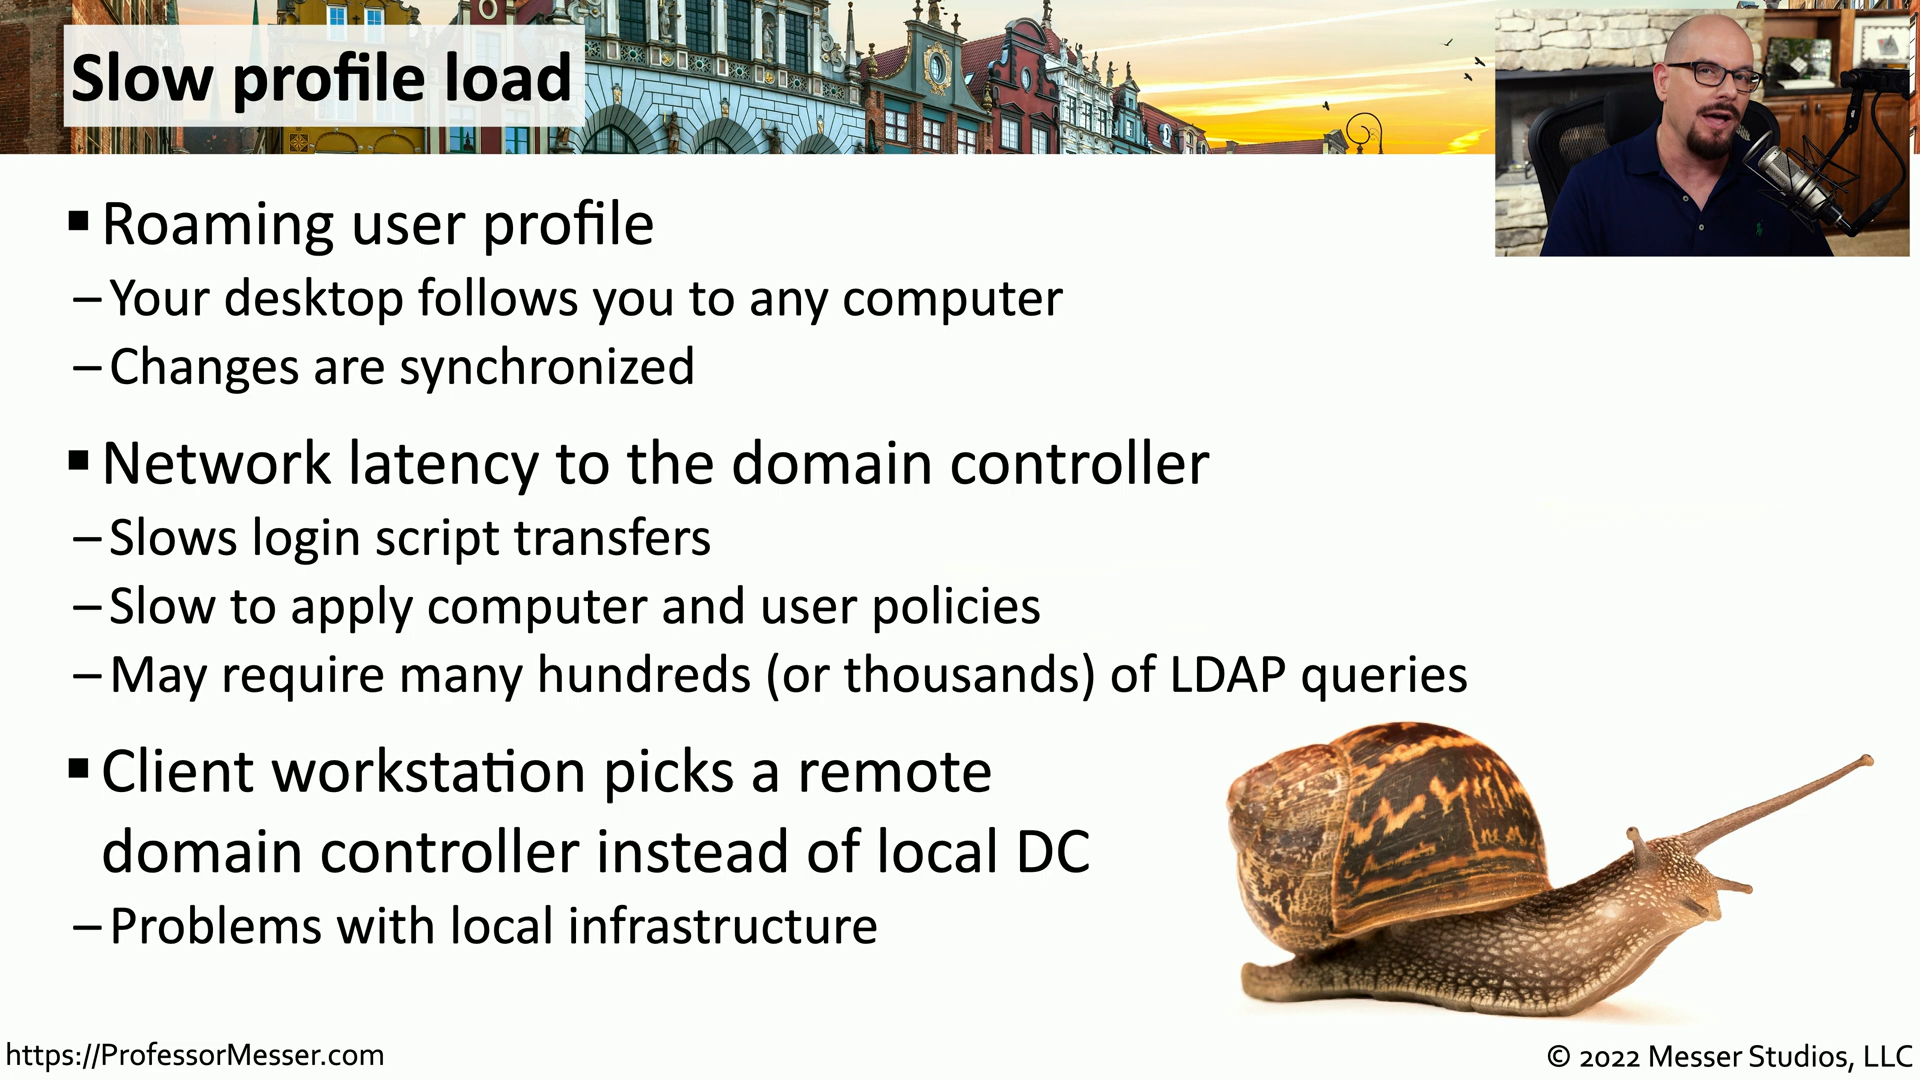 Slow profile load
▪ Roaming user profile
– Your desktop follows you to any computer
– Changes are synchronized
▪ Network latency to the domain controller
– Slows login script transfers
– Slow to apply computer and user policies
– May require many hundreds (or thousands) of LDAP queries
▪ Client workstation picks a remote
domain controller instead of local DC
– Problems with local infrastructure
https://ProfessorMesser.com
© 2022 Messer Studios, LLC